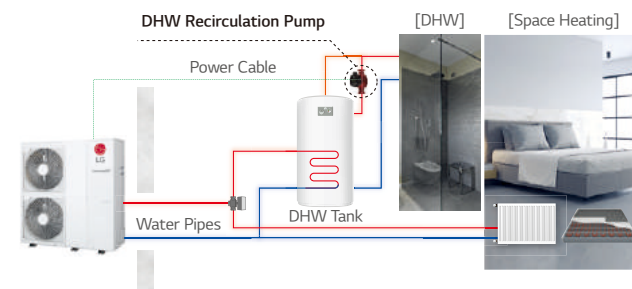 DHW Recirculation Pump
[DHW]
[Space Heating]
Power Cable
LG
DHW Tank
Water Pipes